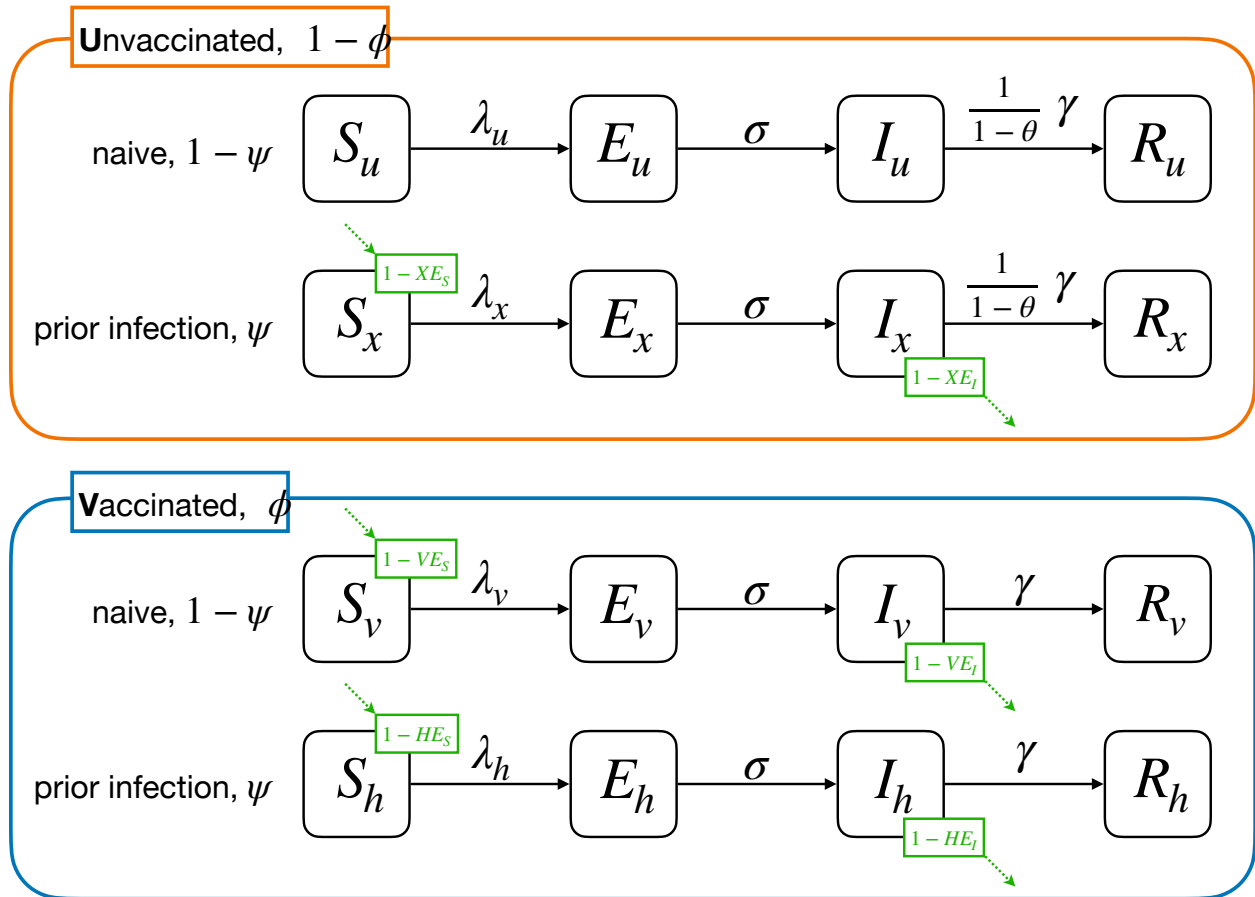 Unvaccinated, 1 − ϕ
naive, 1 − ψ
S_u λ_u E_u σ I_u 1/(1 − θ) γ R_u
1 − XE_S
prior infection, ψ
S_x λ_x E_x σ I_x 1/(1 − θ) γ R_x
1 − XE_I
Vaccinated, ϕ
1 − VE_S
naive, 1 − ψ
S_v λ_v E_v σ I_v γ R_v
1 − VE_I
1 − HE_S
prior infection, ψ
S_h λ_h E_h σ I_h γ R_h
1 − HE_I